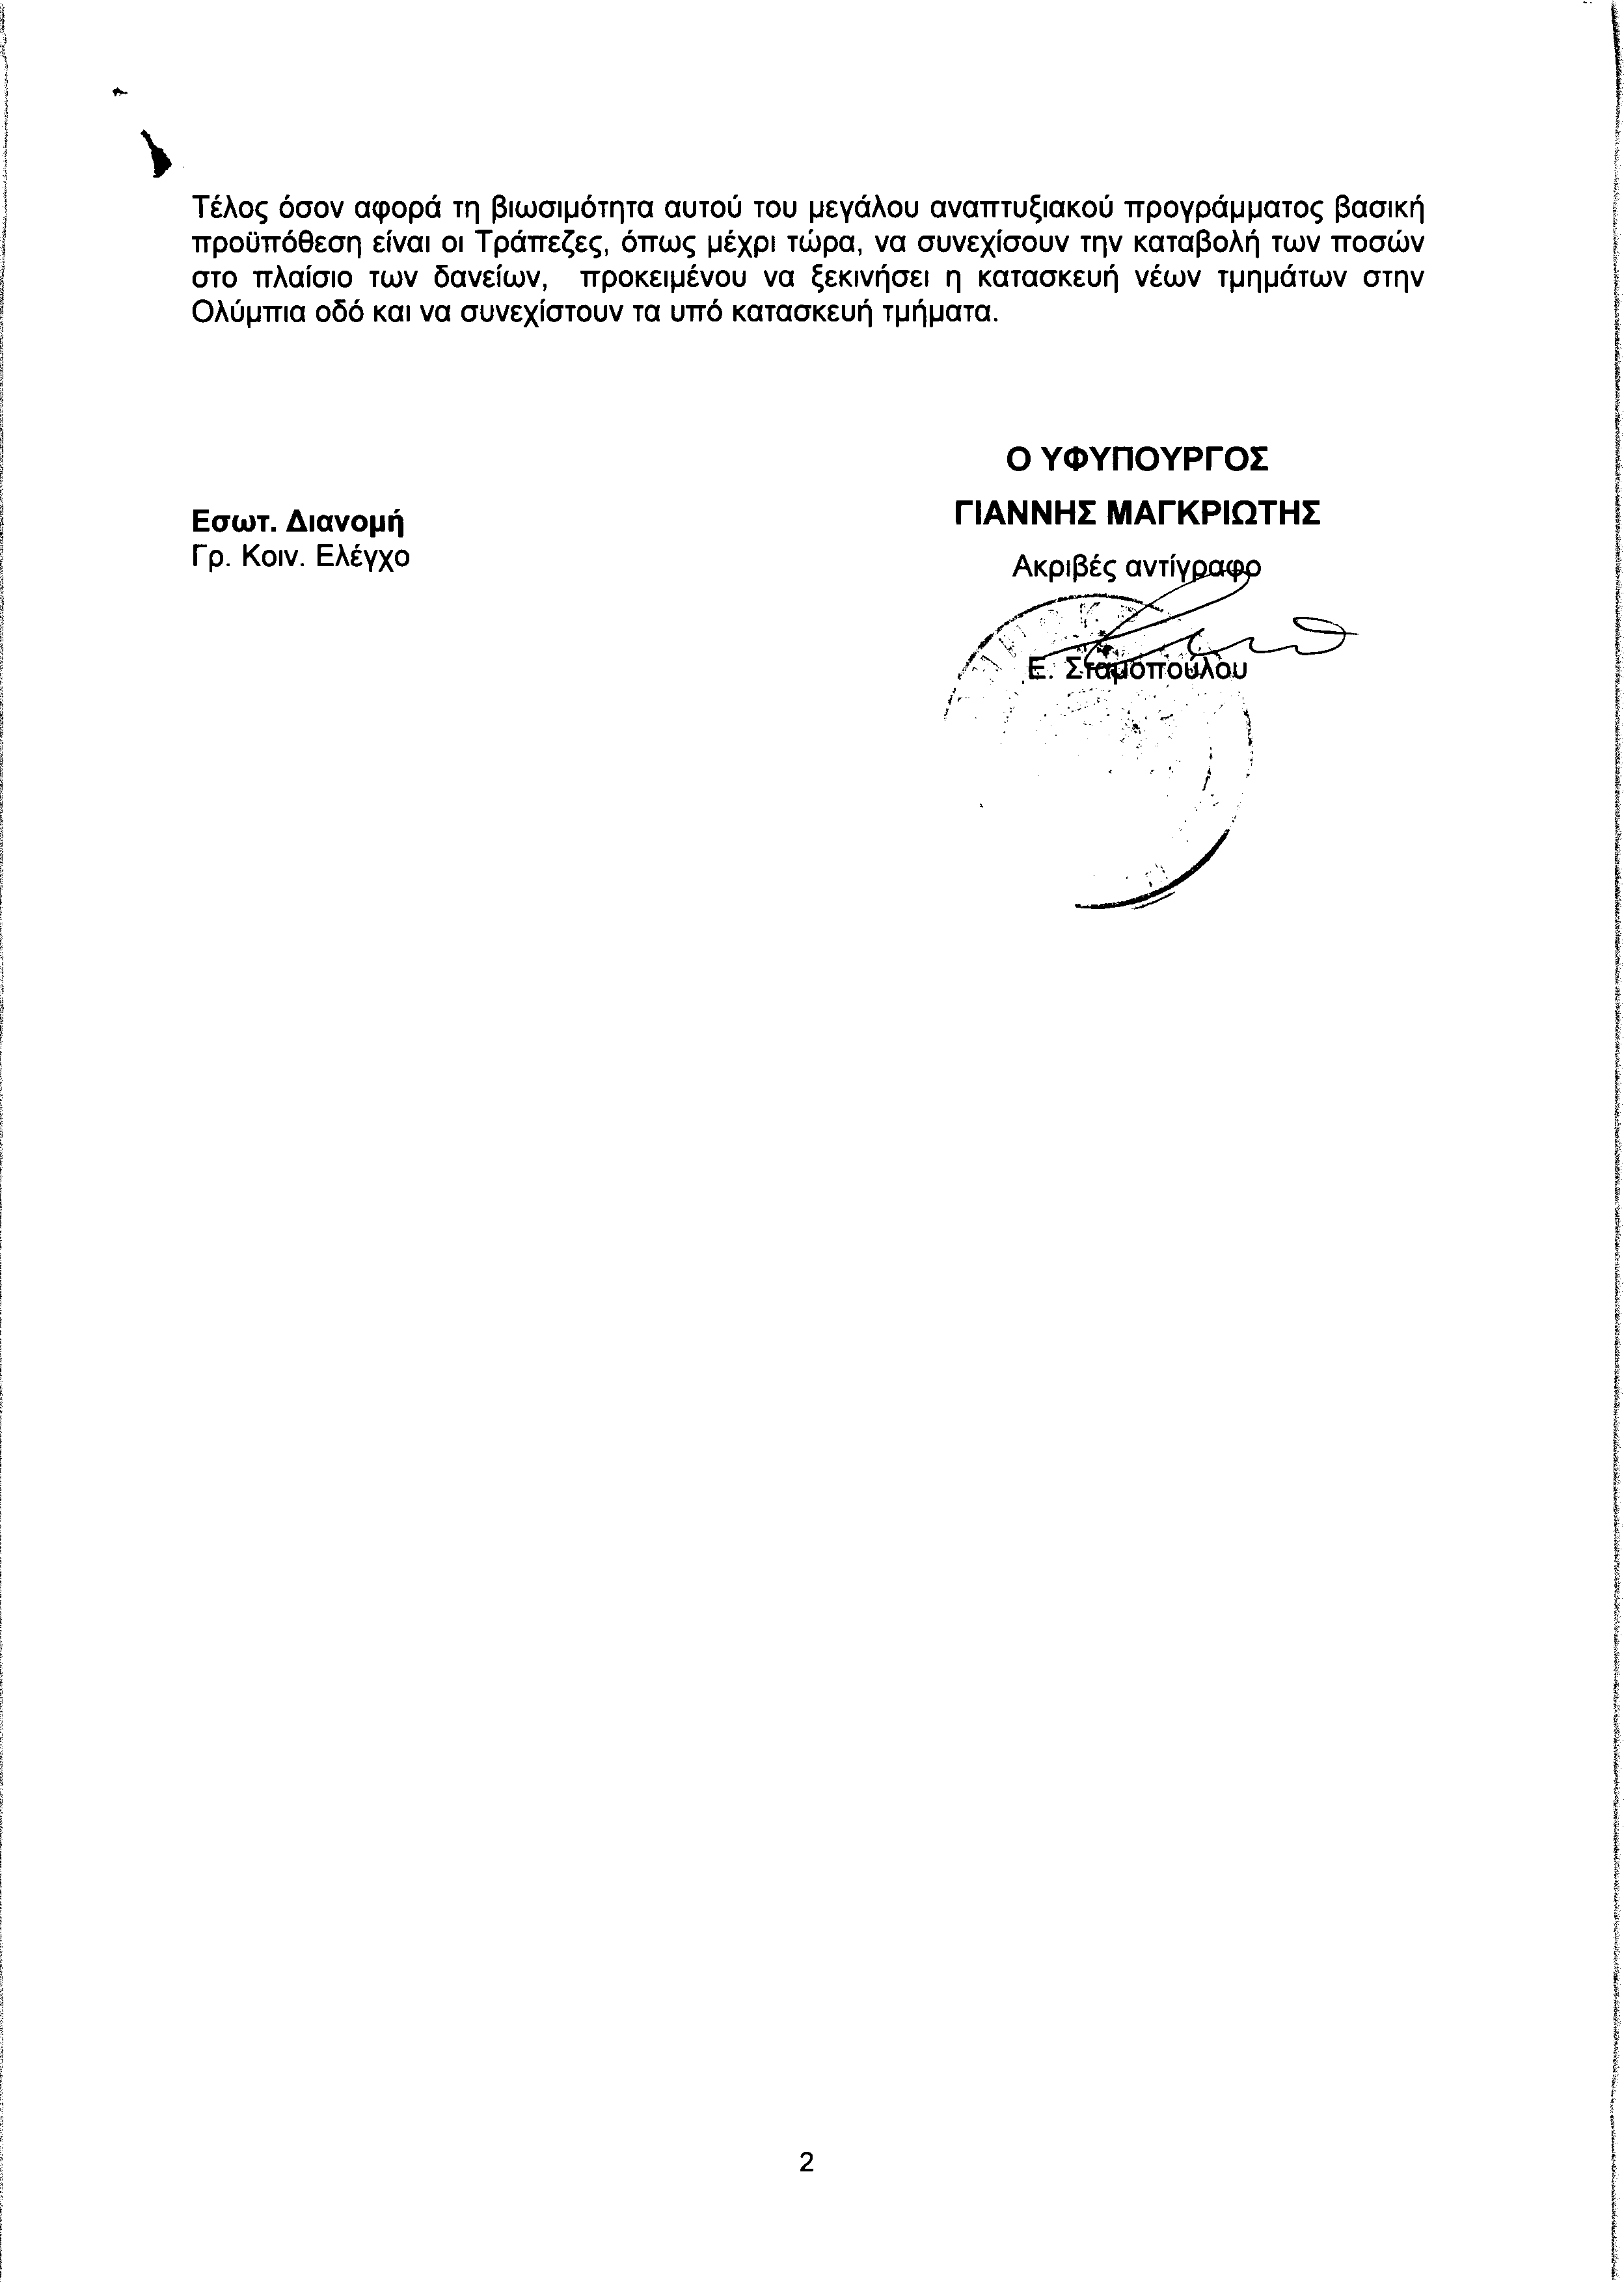 Τέλος όσον αφορά τη βιωσιμότητα αυτού του μεγάλου αναπτυξιακού προγράμματος βασική
προϋπόθεση είναι οι Τράπεζες, όπως μέχρι τώρα, να συνεχίσουν την καταβολή των ποσών
στο πλαίσιο των δανείων, προκειμένου να ξεκινήσει η κατασκευή νέων τμημάτων στην
Ολύμπια οδό και να συνεχίστουν τα υπό κατασκευή τμήματα.
Ο ΥΦΥΠΟΥΡΓΟΣ
ΓΙΑΝΝΗΣ ΜΑΓΚΡΙΩΤΗΣ
Εσωτ. Διανομή
Γρ. Κοιν. Ελέγχο
Ακριβές αντίγραφο
Ε. Σταμοπούλου
2